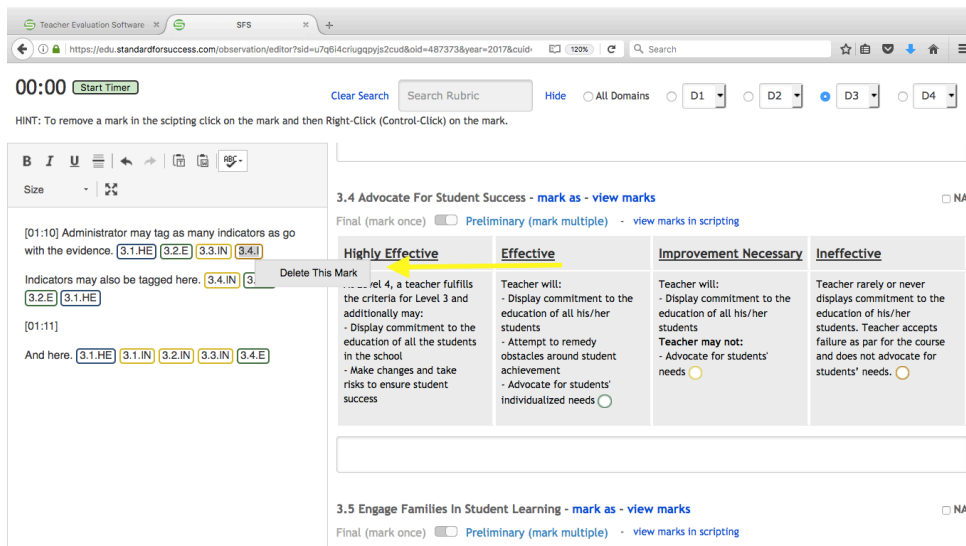 Teacher Evaluation Software × SFS × +
https://edu.standardforsuccess.com/observation/editor?sid=u7q6i4criugqpyjs2cud&oid=487373&year=2017&cuid= 120% Search
00:00 Start Timer
Clear Search Search Rubric Hide All Domains D1 D2 D3 D4
HINT: To remove a mark in the scipting click on the mark and then Right-Click (Control-Click) on the mark.
B I U ABC
Size
[01:10] Administrator may tag as many indicators as go
with the evidence. 3.1.HE 3.2.E 3.3.IN 3.4.I
Delete This Mark
Indicators may also be tagged here. 3.4.IN 3.
3.2.E 3.1.HE
[01:11]
And here. 3.1.HE 3.1.IN 3.2.IN 3.3.IN 3.4.E
3.4 Advocate For Student Success - mark as - view marks NA
Final (mark once) Preliminary (mark multiple) - view marks in scripting
Highly Effective
vel 4, a teacher fulfills
the criteria for Level 3 and
additionally may:
- Display commitment to the
education of all the students
in the school
- Make changes and take
risks to ensure student
success
Effective
Teacher will:
- Display commitment to the
education of all his/her
students
- Attempt to remedy
obstacles around student
achievement
- Advocate for students'
individualized needs
Improvement Necessary
Teacher will:
- Display commitment to the
education of all his/her
students
Teacher may not:
- Advocate for students'
needs
Ineffective
Teacher rarely or never
displays commitment to the
education of his/her
students. Teacher accepts
failure as par for the course
and does not advocate for
students' needs.
3.5 Engage Families In Student Learning - mark as - view marks NA
Final (mark once) Preliminary (mark multiple) - view marks in scripting